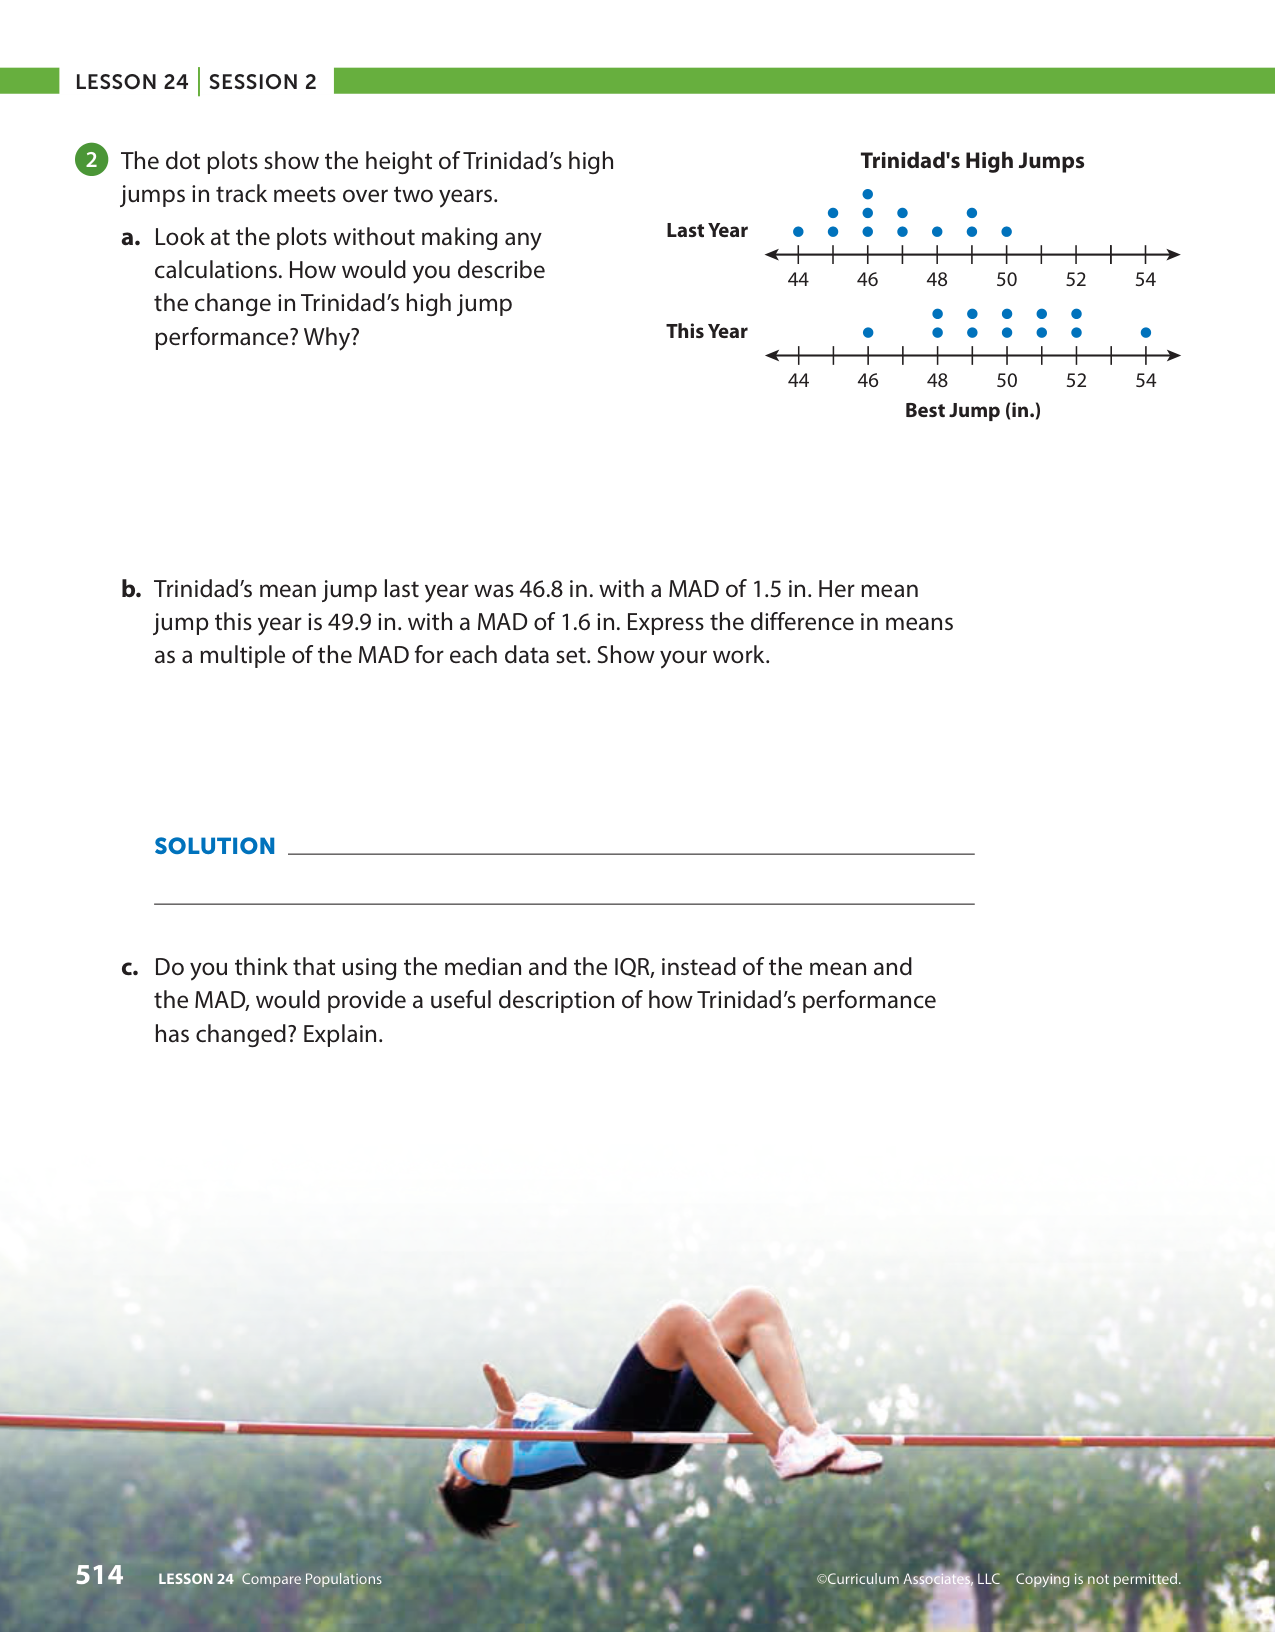 LESSON 24 | SESSION 2
2 The dot plots show the height of Trinidad’s high
jumps in track meets over two years.
a. Look at the plots without making any
calculations. How would you describe
the change in Trinidad’s high jump
performance? Why?
Trinidad's High Jumps
Last Year
44 46 48 50 52 54
This Year
44 46 48 50 52 54
Best Jump (in.)
b. Trinidad’s mean jump last year was 46.8 in. with a MAD of 1.5 in. Her mean
jump this year is 49.9 in. with a MAD of 1.6 in. Express the difference in means
as a multiple of the MAD for each data set. Show your work.
SOLUTION
c. Do you think that using the median and the IQR, instead of the mean and
the MAD, would provide a useful description of how Trinidad’s performance
has changed? Explain.
514 LESSON 24 Compare Populations ©Curriculum Associates, LLC Copying is not permitted.